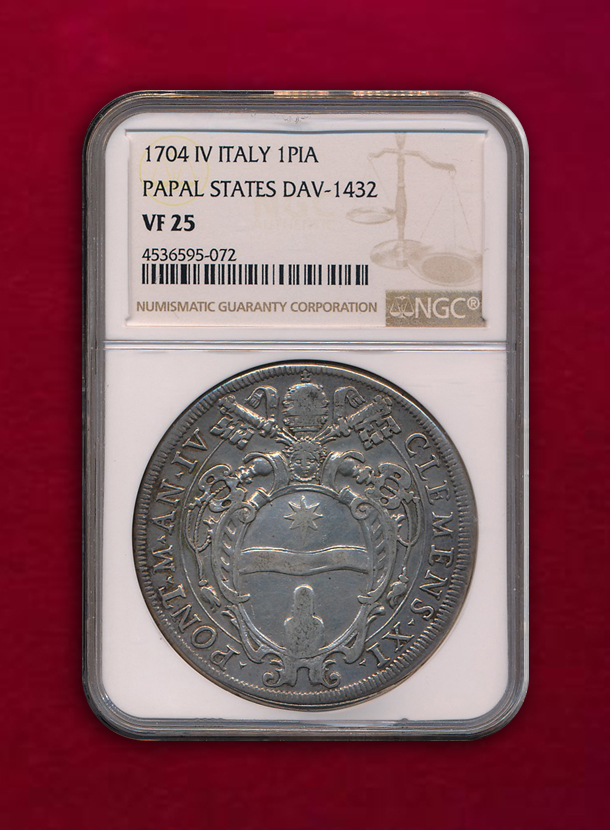 1704 IV ITALY 1PIA
PAPAL STATES DAV-1432
VF 25
4536595-072
NUMISMATIC GUARANTY CORPORATION
NGC®
CLEMENS·XI·
·PONT·M·AN·IV